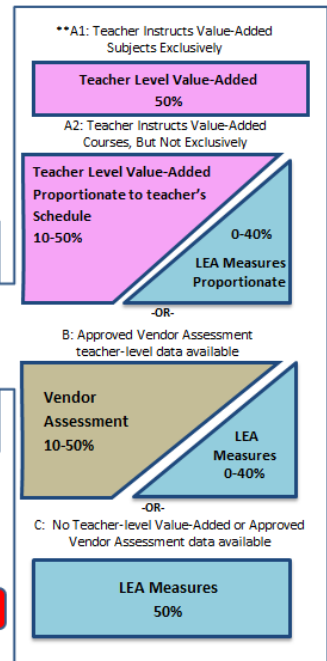 **A1: Teacher Instructs Value-Added
Subjects Exclusively
Teacher Level Value-Added
50%
A2: Teacher Instructs Value-Added
Courses, But Not Exclusively
Teacher Level Value-Added
Proportionate to teacher's
Schedule
10-50%
0-40%
LEA Measures
Proportionate
-OR-
B: Approved Vendor Assessment
teacher-level data available
Vendor
Assessment
10-50%
LEA
Measures
0-40%
-OR-
C: No Teacher-level Value-Added or Approved
Vendor Assessment data available
LEA Measures
50%